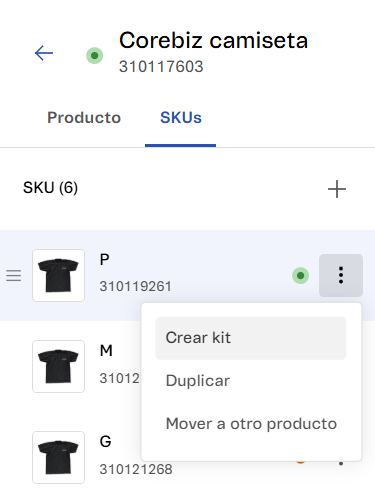 Corebiz camiseta
310117603
Producto SKUs
SKU (6)
P
310119261
Crear kit
M
31012
Duplicar
Mover a otro producto
G
310121268